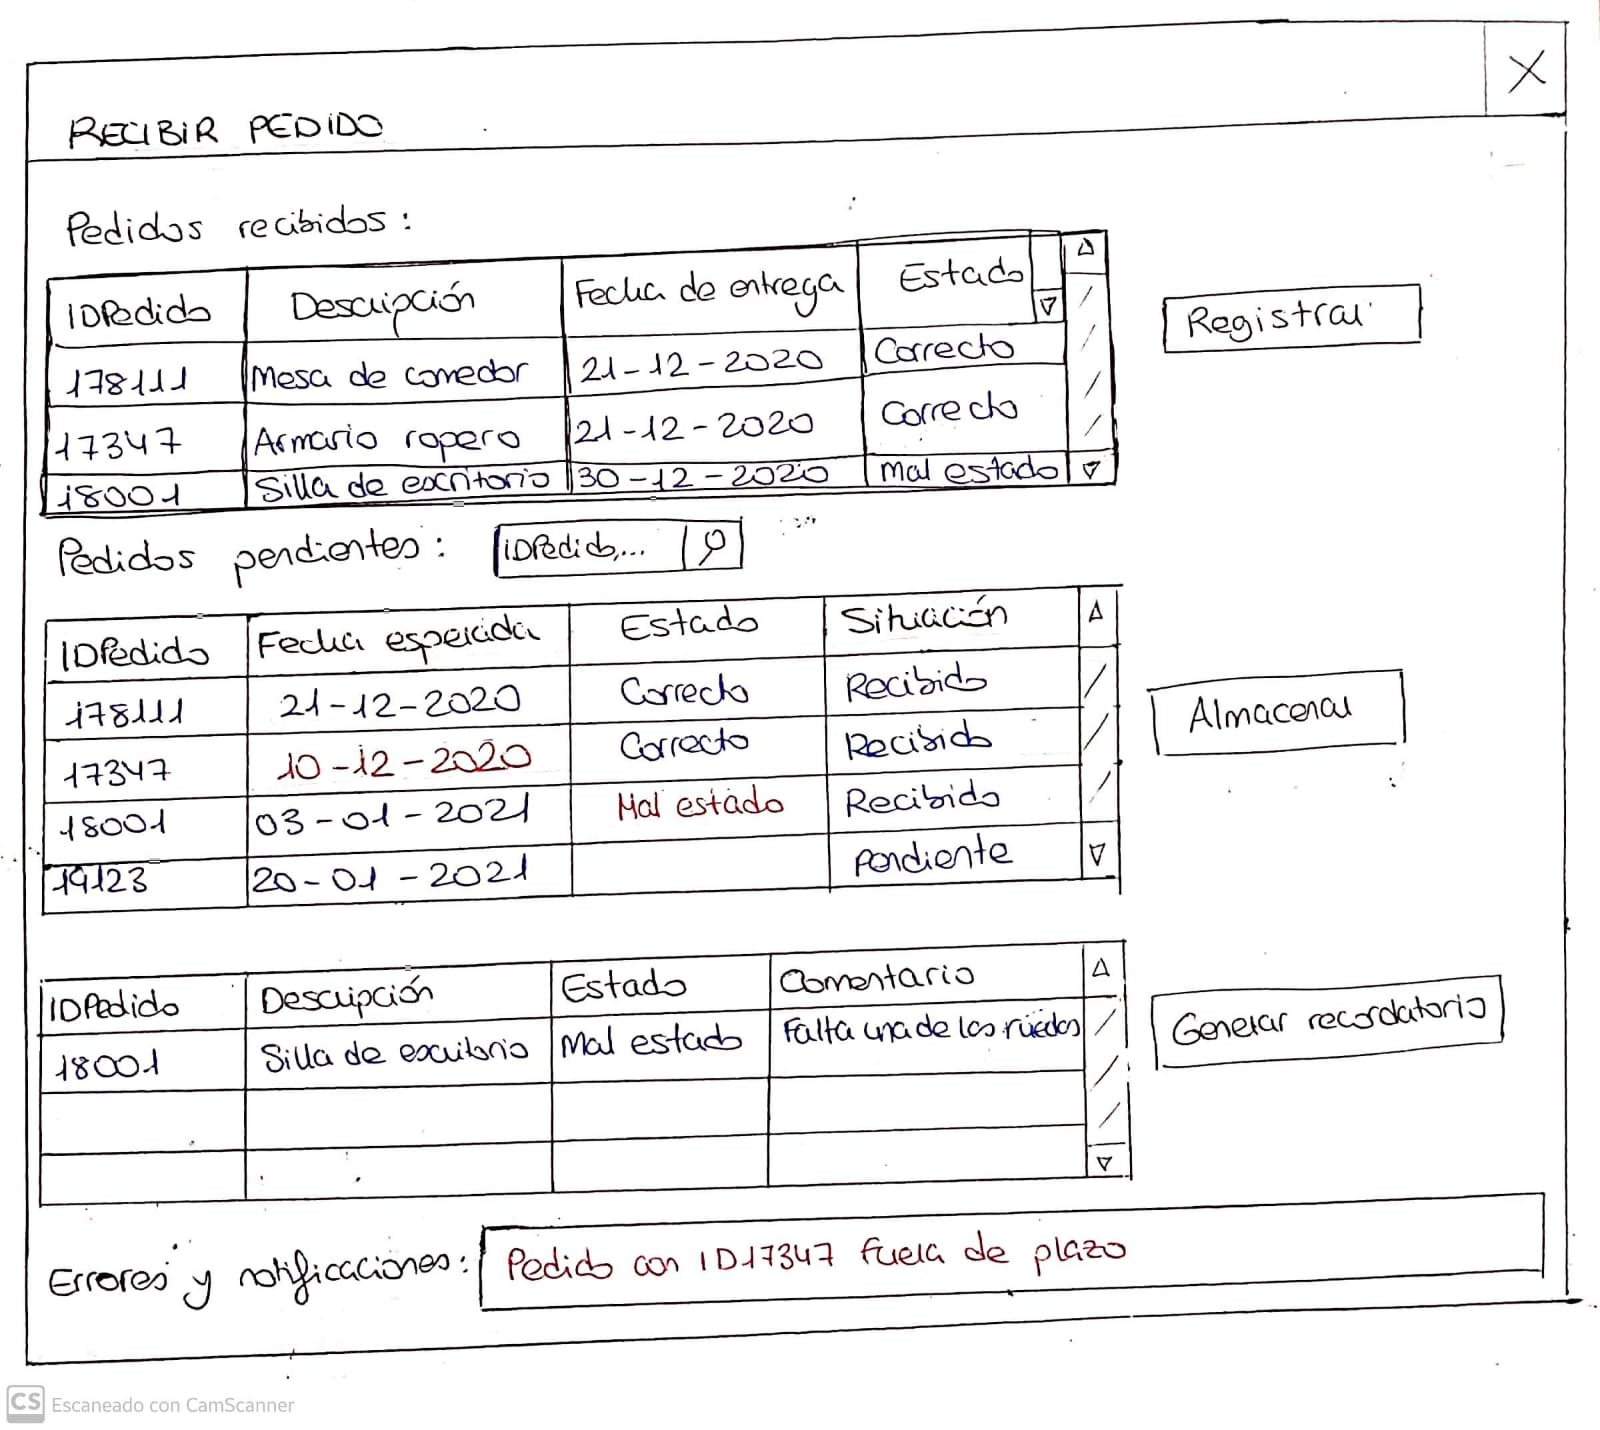 RECIBIR PEDIDO
X
Pedidos recibidos:
IDPedido Descripción Fecha de entrega Estado
178111 Mesa de comedor 21-12-2020 Correcto
17347 Armario ropero 21-12-2020 Correcto
18001 Silla de escritorio 30-12-2020 Mal estado
Registrar
Pedidos pendientes: IDPedido,...
IDPedido Fecha esperada Estado Situación
178111 21-12-2020 Correcto Recibido
17347 10-12-2020 Correcto Recibido
18001 03-01-2021 Mal estado Recibido
19123 20-01-2021 Pendiente
Almacenar
IDPedido Descripción Estado Comentario
18001 Silla de escritorio Mal estado Falta una de las ruedas
Generar recordatorio
Errores y notificaciones: Pedido con ID17347 fuera de plazo
CS Escaneado con CamScanner